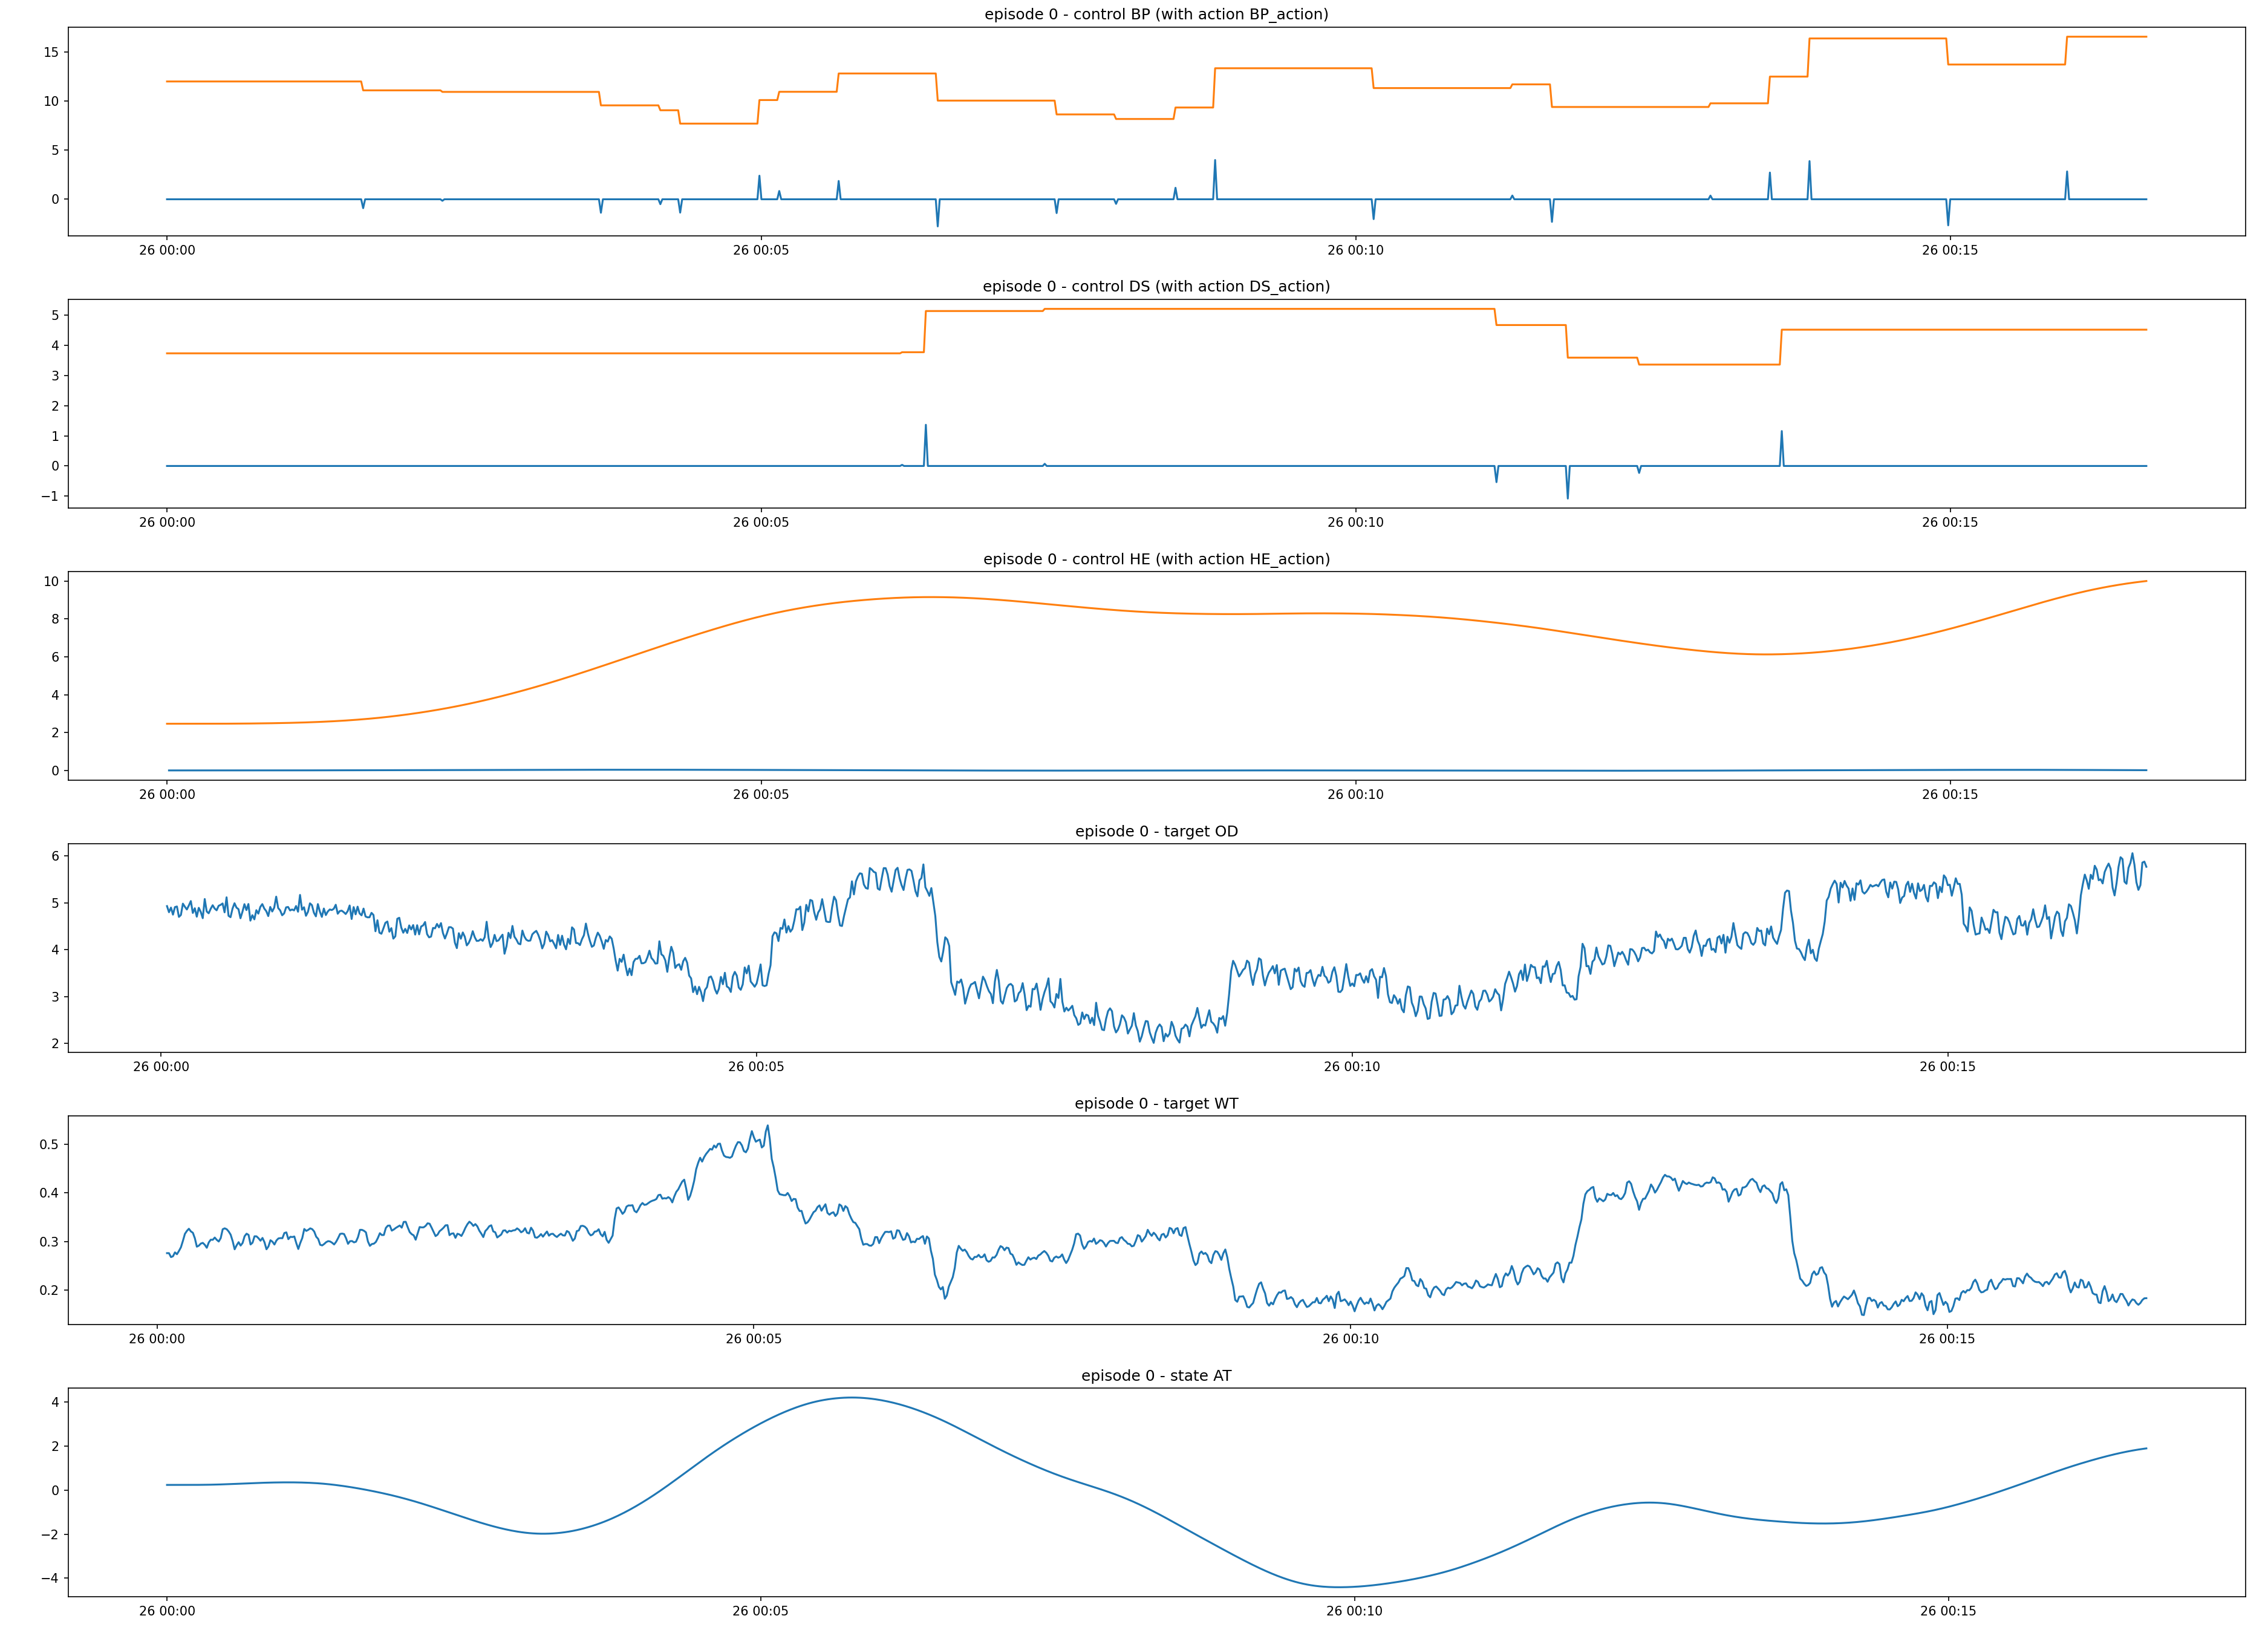 episode 0 - control BP (with action BP_action)
15
10
5
0
26 00:00 26 00:05 26 00:10 26 00:15
episode 0 - control DS (with action DS_action)
5
4
3
2
1
0
−1
26 00:00 26 00:05 26 00:10 26 00:15
episode 0 - control HE (with action HE_action)
10
8
6
4
2
0
26 00:00 26 00:05 26 00:10 26 00:15
episode 0 - target OD
6
5
4
3
2
26 00:00 26 00:05 26 00:10 26 00:15
episode 0 - target WT
0.5
0.4
0.3
0.2
26 00:00 26 00:05 26 00:10 26 00:15
episode 0 - state AT
4
2
0
−2
−4
26 00:00 26 00:05 26 00:10 26 00:15